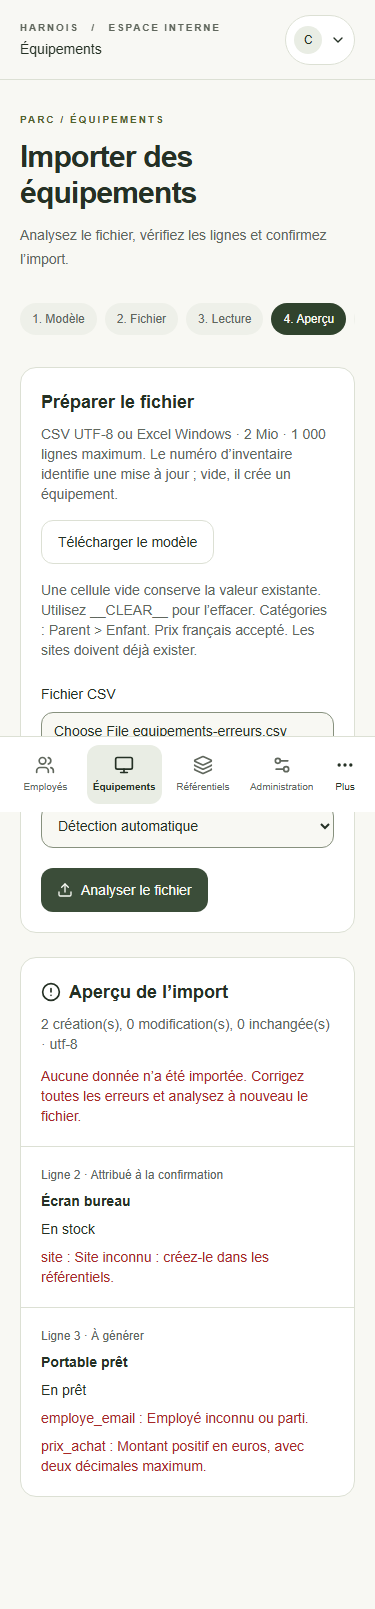 HARNOIS / ESPACE INTERNE
Équipements
C
PARC / ÉQUIPEMENTS
Importer des
équipements
Analysez le fichier, vérifiez les lignes et confirmez
l’import.
1. Modèle
2. Fichier
3. Lecture
4. Aperçu
Préparer le fichier
CSV UTF-8 ou Excel Windows · 2 Mio · 1 000
lignes maximum. Le numéro d’inventaire
identifie une mise à jour ; vide, il crée un
équipement.
Télécharger le modèle
Une cellule vide conserve la valeur existante.
Utilisez __CLEAR__ pour l’effacer. Catégories
: Parent > Enfant. Prix français accepté. Les
sites doivent déjà exister.
Fichier CSV
Choose File equipements-erreurs.csv
Employés
Équipements
Référentiels
Administration
Plus
Détection automatique
Analyser le fichier
Aperçu de l’import
2 création(s), 0 modification(s), 0 inchangée(s)
· utf-8
Aucune donnée n’a été importée. Corrigez
toutes les erreurs et analysez à nouveau le
fichier.
Ligne 2 · Attribué à la confirmation
Écran bureau
En stock
site : Site inconnu : créez-le dans les
référentiels.
Ligne 3 · À générer
Portable prêt
En prêt
employe_email : Employé inconnu ou parti.
prix_achat : Montant positif en euros, avec
deux décimales maximum.